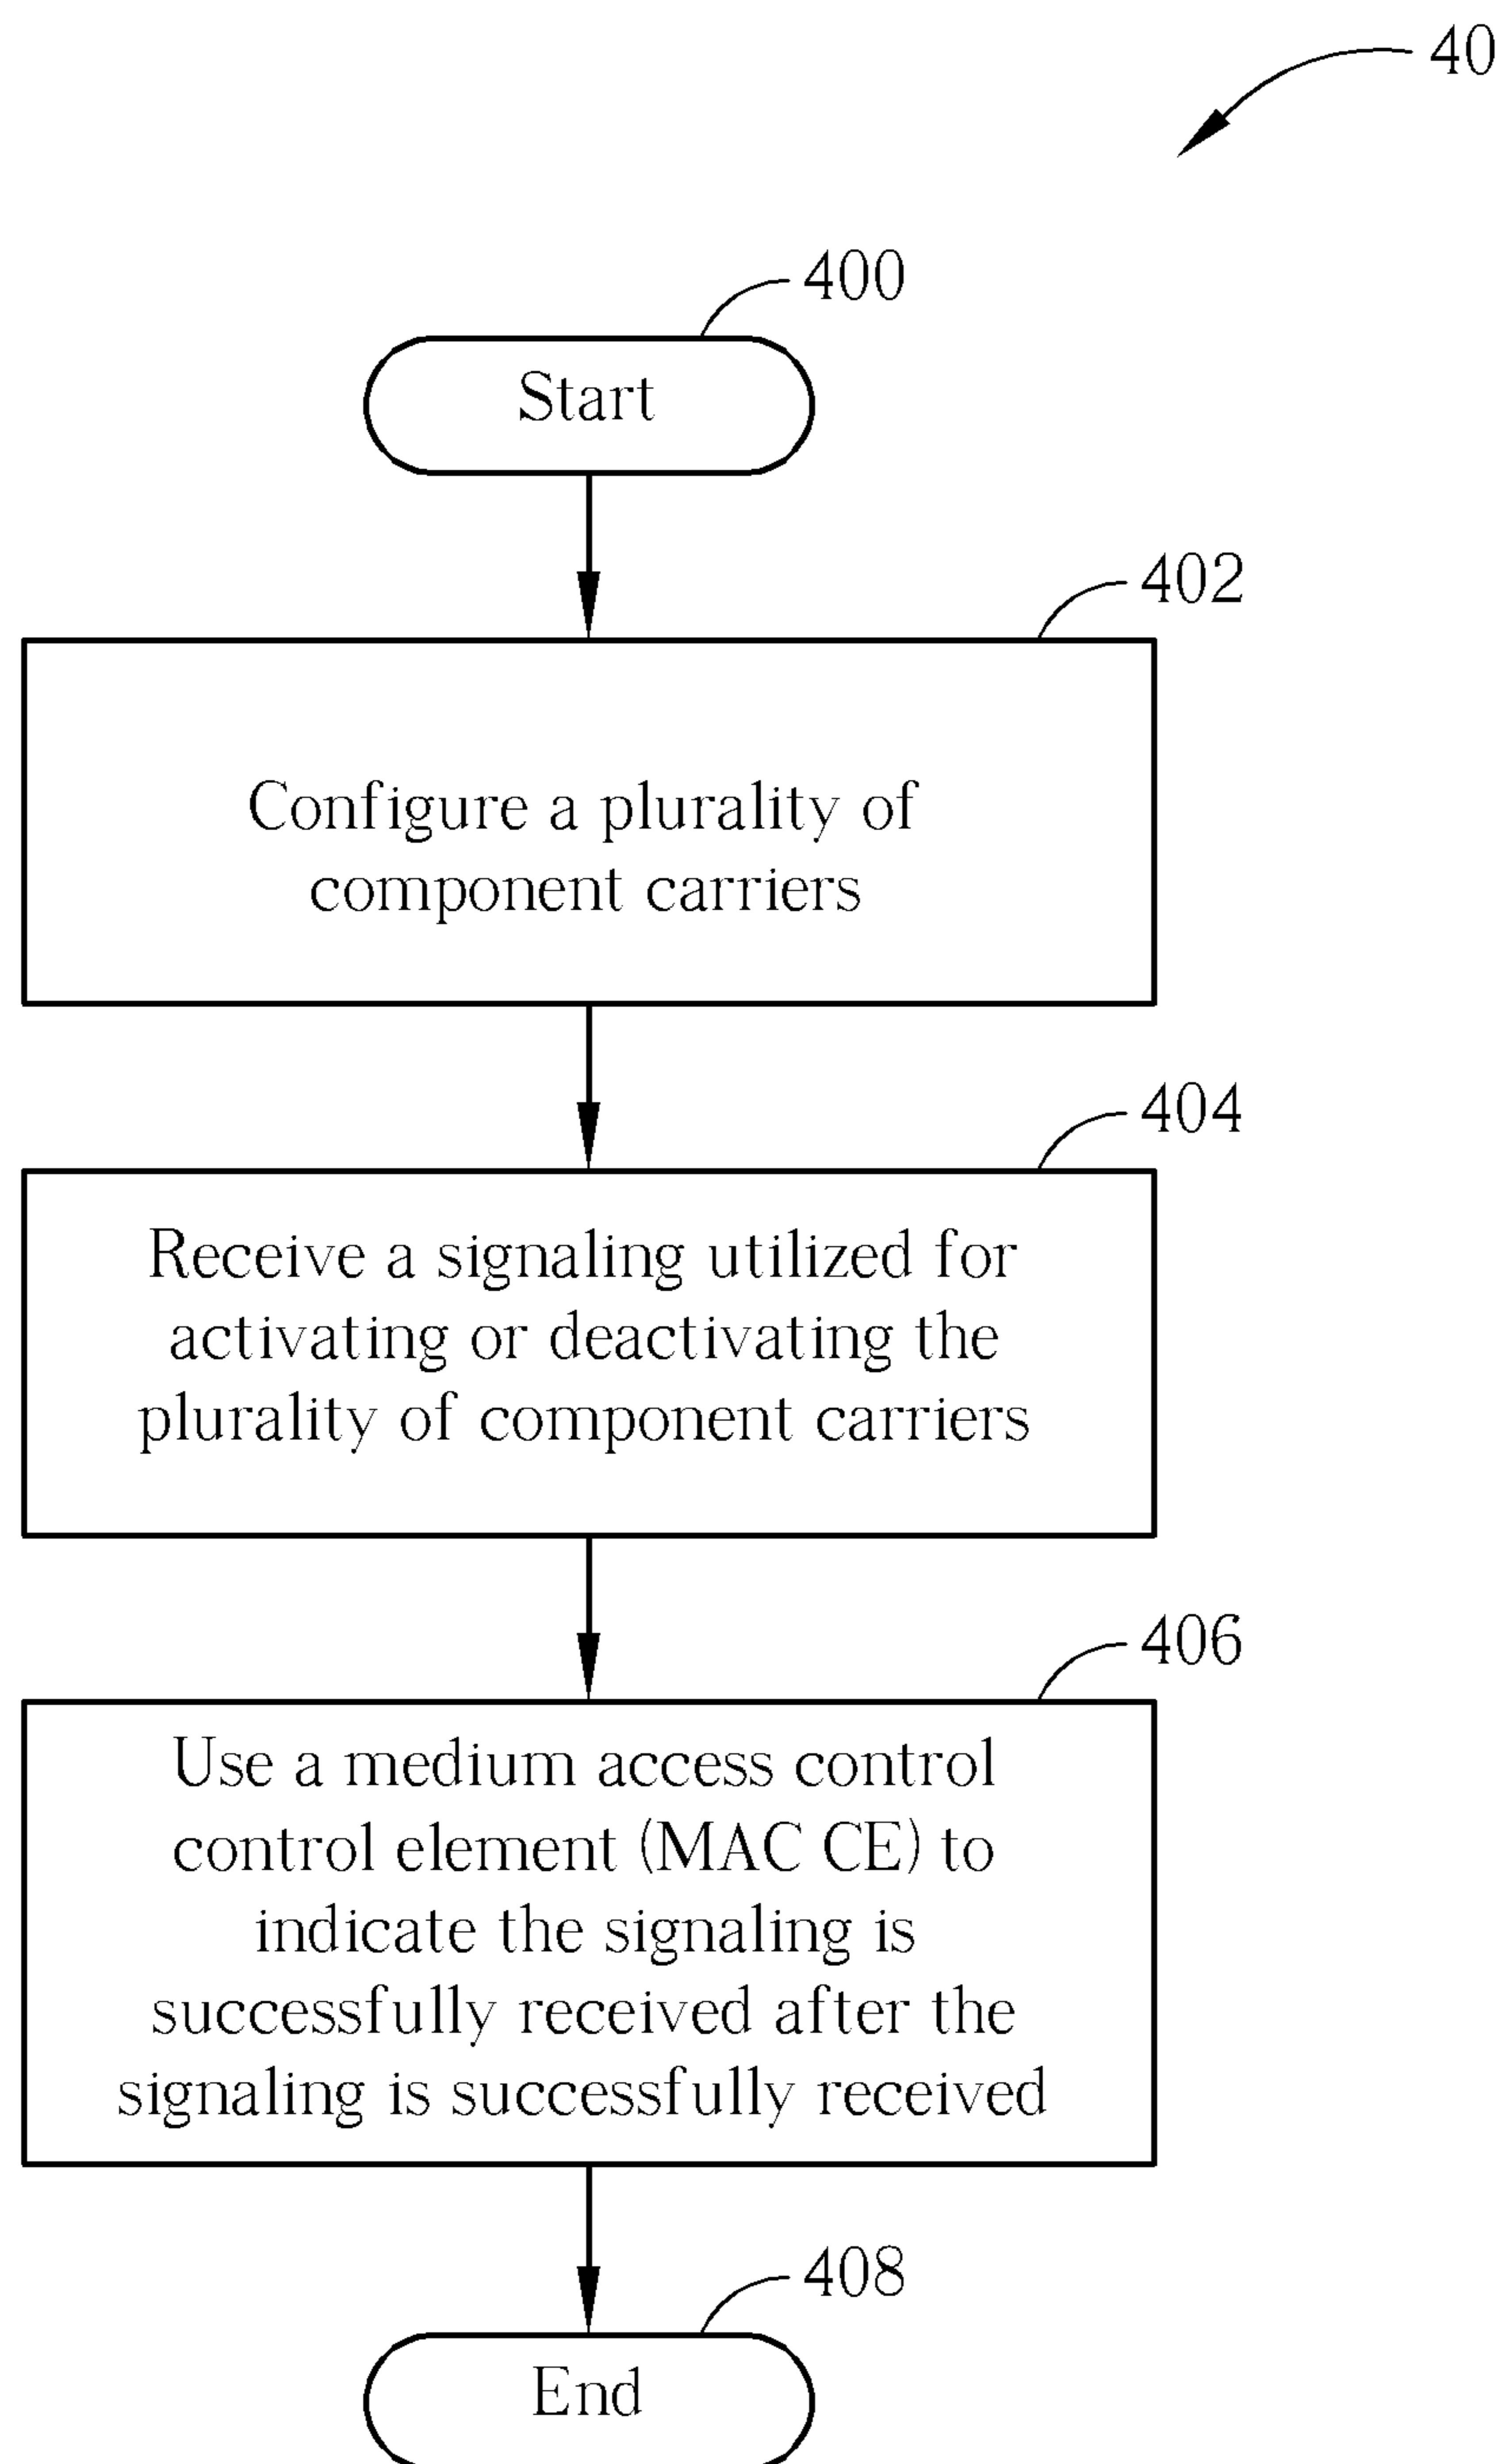 40
400
Start
402
Configure a plurality of
component carriers
404
Receive a signaling utilized for
activating or deactivating the
plurality of component carriers
406
Use a medium access control
control element (MAC CE) to
indicate the signaling is
successfully received after the
signaling is successfully received
408
End